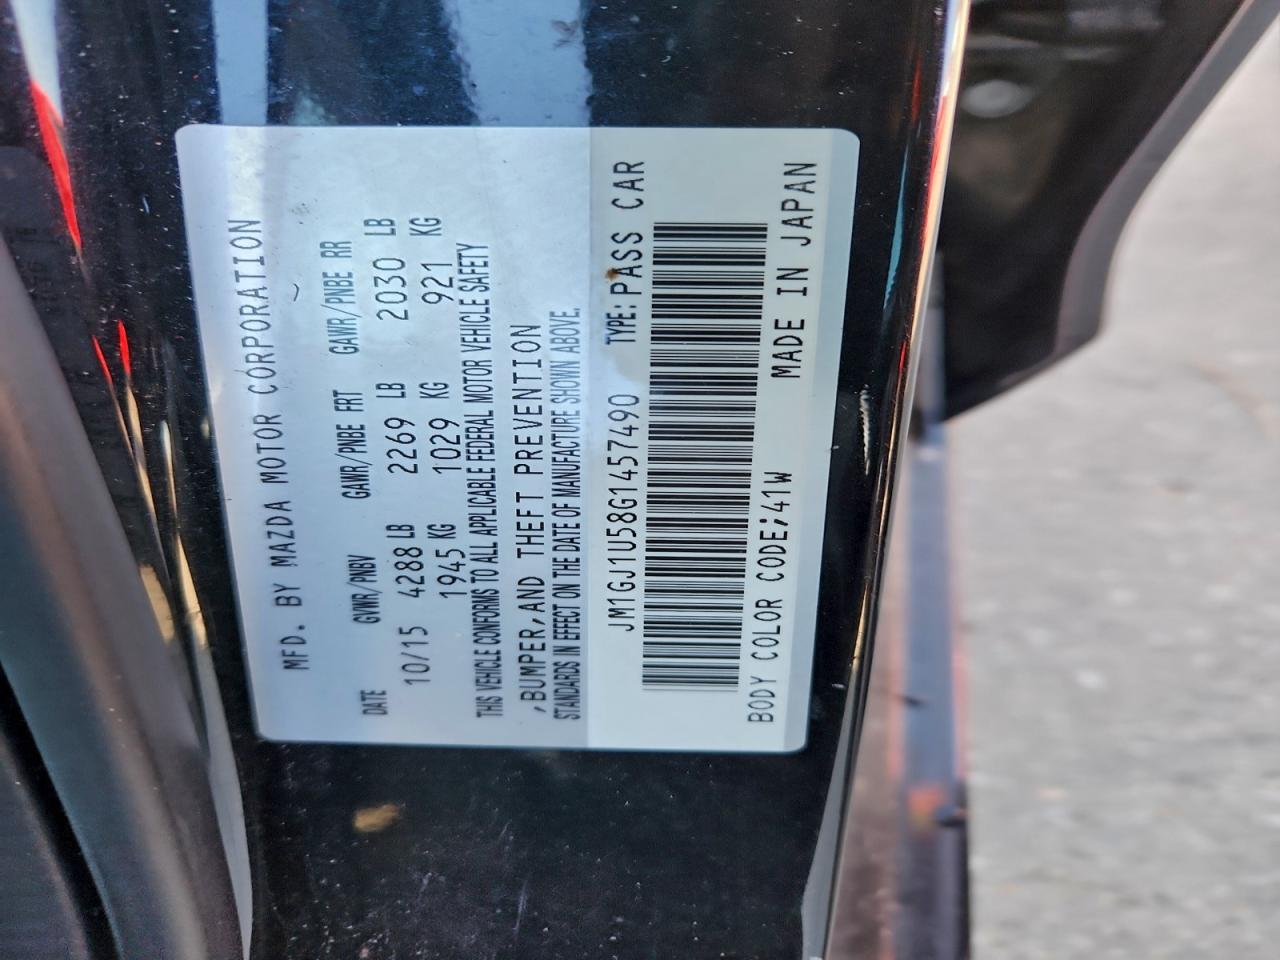 MFD. BY MAZDA MOTOR CORPORATION
DATE GVWR/PNBV GAWR/PNBE FRT GAWR/PNBE RR
10/15 4288 LB 2269 LB 2030 LB
1945 KG 1029 KG 921 KG
THIS VEHICLE CONFORMS TO ALL APPLICABLE FEDERAL MOTOR VEHICLE SAFETY
,BUMPER,AND THEFT PREVENTION
STANDARDS IN EFFECT ON THE DATE OF MANUFACTURE SHOWN ABOVE.
JM1GJ1U58G1457490 TYPE:PASS CAR
BODY COLOR CODE;41W MADE IN JAPAN